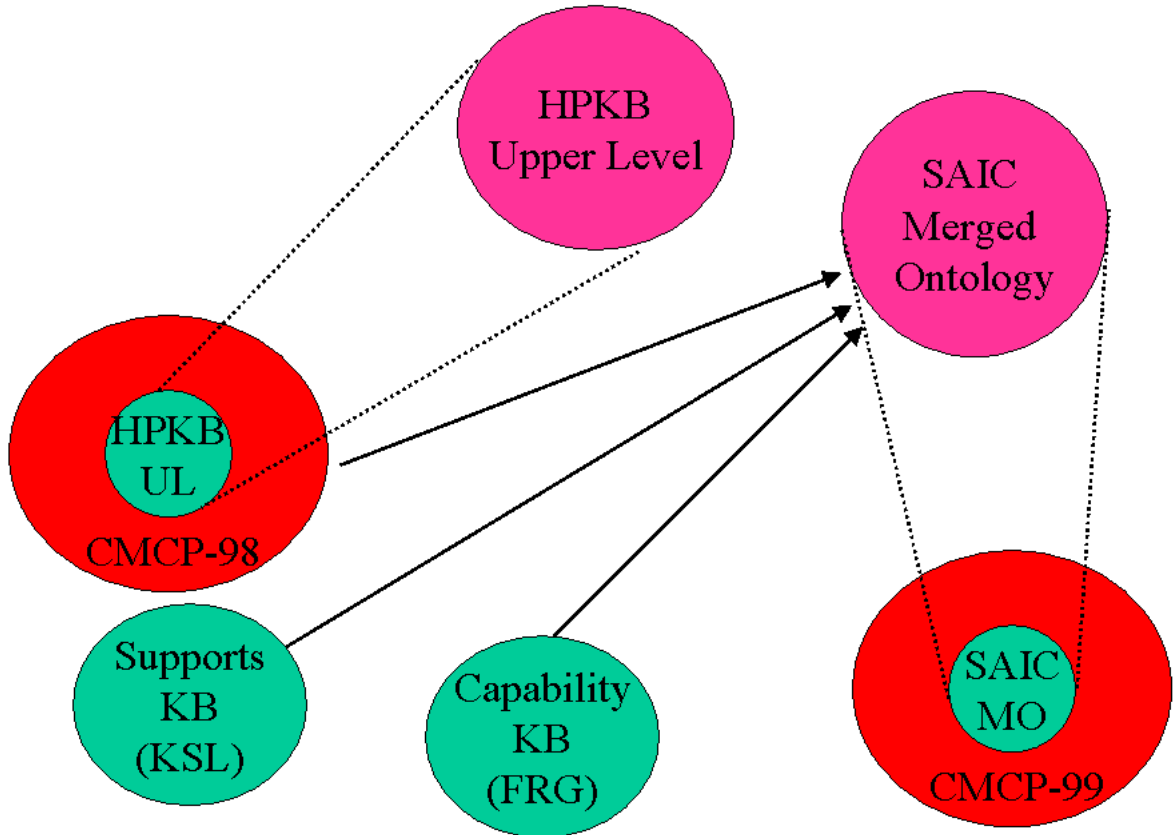 HPKB
Upper Level
SAIC
Merged
Ontology
HPKB
UL
CMCP-98
Supports
KB
(KSL)
Capability
KB
(FRG)
SAIC
MO
CMCP-99